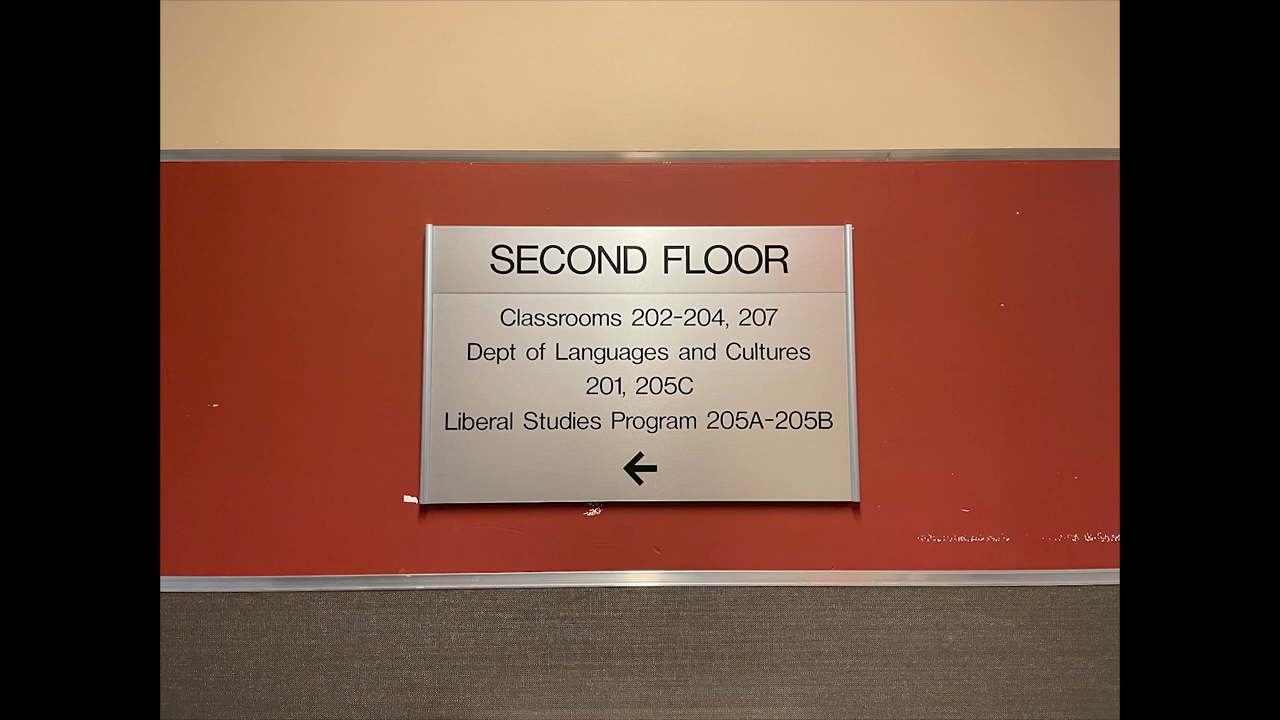 SECOND FLOOR
Classrooms 202-204, 207
Dept of Languages and Cultures
201, 205C
Liberal Studies Program 205A-205B
←